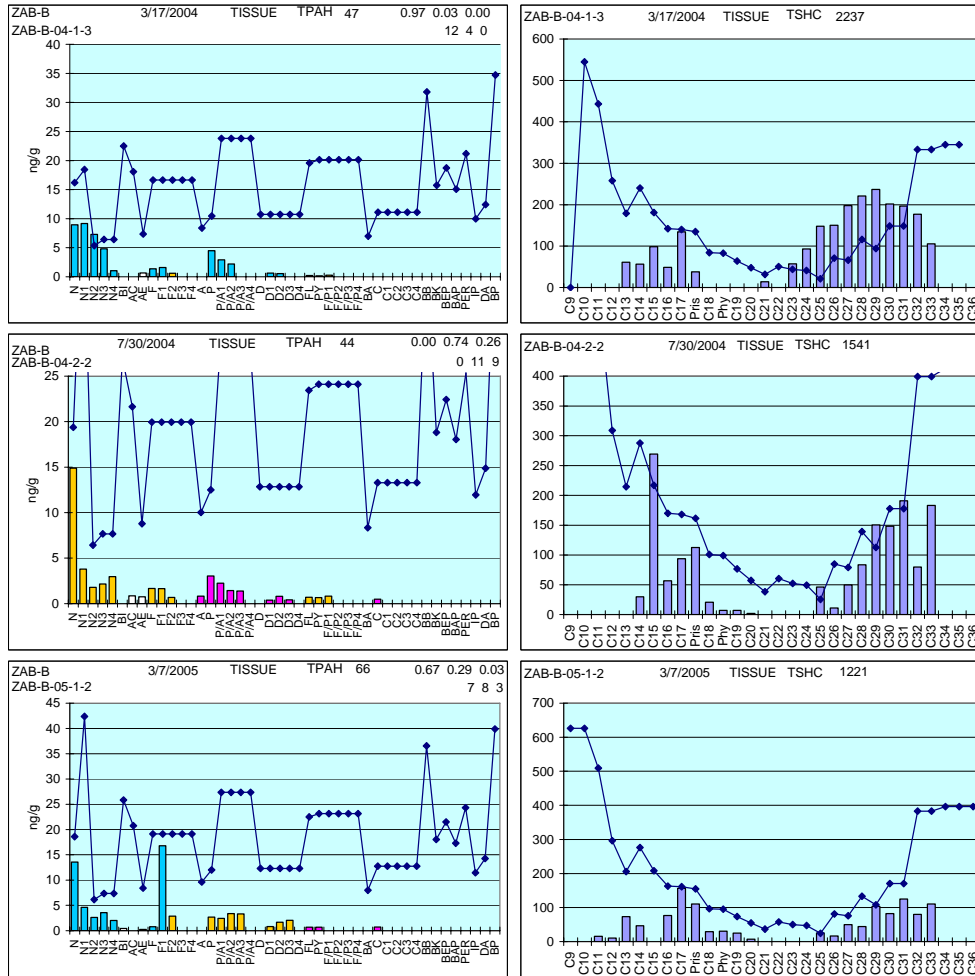 ZAB-B 3/17/2004 TISSUE TPAH 47 0.97 0.03 0.00
ZAB-B-04-1-3 12 4 0
40
35
30
25
20
15
10
5
0
ng/g
N N1 N2 N3 N4 BI AC AE F F1 F2 F3 F4 A P P/A1 P/A2 P/A3 P/A4 D D1 D2 D3 D4 FL PY F/P1 F/P2 F/P3 F/P4 BA C C1 C2 C3 C4 BB BK BEP BAP PER IP DA BP
ZAB-B-04-1-3 3/17/2004 TISSUE TSHC 2237
600
500
400
300
200
100
0
C9 C10 C11 C12 C13 C14 C15 C16 C17 Pris C18 Phy C19 C20 C21 C22 C23 C24 C25 C26 C27 C28 C29 C30 C31 C32 C33 C34 C35 C36
ZAB-B 7/30/2004 TISSUE TPAH 44 0.00 0.74 0.26
ZAB-B-04-2-2 0 11 9
25
20
15
10
5
0
N N1 N2 N3 N4 BI AC AE F F1 F2 F3 F4 A P P/A1 P/A2 P/A3 P/A4 D D1 D2 D3 D4 FL PY F/P1 F/P2 F/P3 F/P4 BA C C1 C2 C3 C4 BB BK BEP BAP PER IP DA BP
ZAB-B-04-2-2 7/30/2004 TISSUE TSHC 1541
400
350
300
250
200
150
100
50
0
C9 C10 C11 C12 C13 C14 C15 C16 C17 Pris C18 Phy C19 C20 C21 C22 C23 C24 C25 C26 C27 C28 C29 C30 C31 C32 C33 C34 C35 C36
ZAB-B 3/7/2005 TISSUE TPAH 66 0.67 0.29 0.03
ZAB-B-05-1-2 7 8 3
45
40
35
30
25
20
15
10
5
0
ng/g
N N1 N2 N3 N4 BI AC AE F F1 F2 F3 F4 A P P/A1 P/A2 P/A3 P/A4 D D1 D2 D3 D4 FL PY F/P1 F/P2 F/P3 F/P4 BA C C1 C2 C3 C4 BB BK BEP BAP PER IP DA BP
ZAB-B-05-1-2 3/7/2005 TISSUE TSHC 1221
700
600
500
400
300
200
100
0
C9 C10 C11 C12 C13 C14 C15 C16 C17 Pris C18 Phy C19 C20 C21 C22 C23 C24 C25 C26 C27 C28 C29 C30 C31 C32 C33 C34 C35